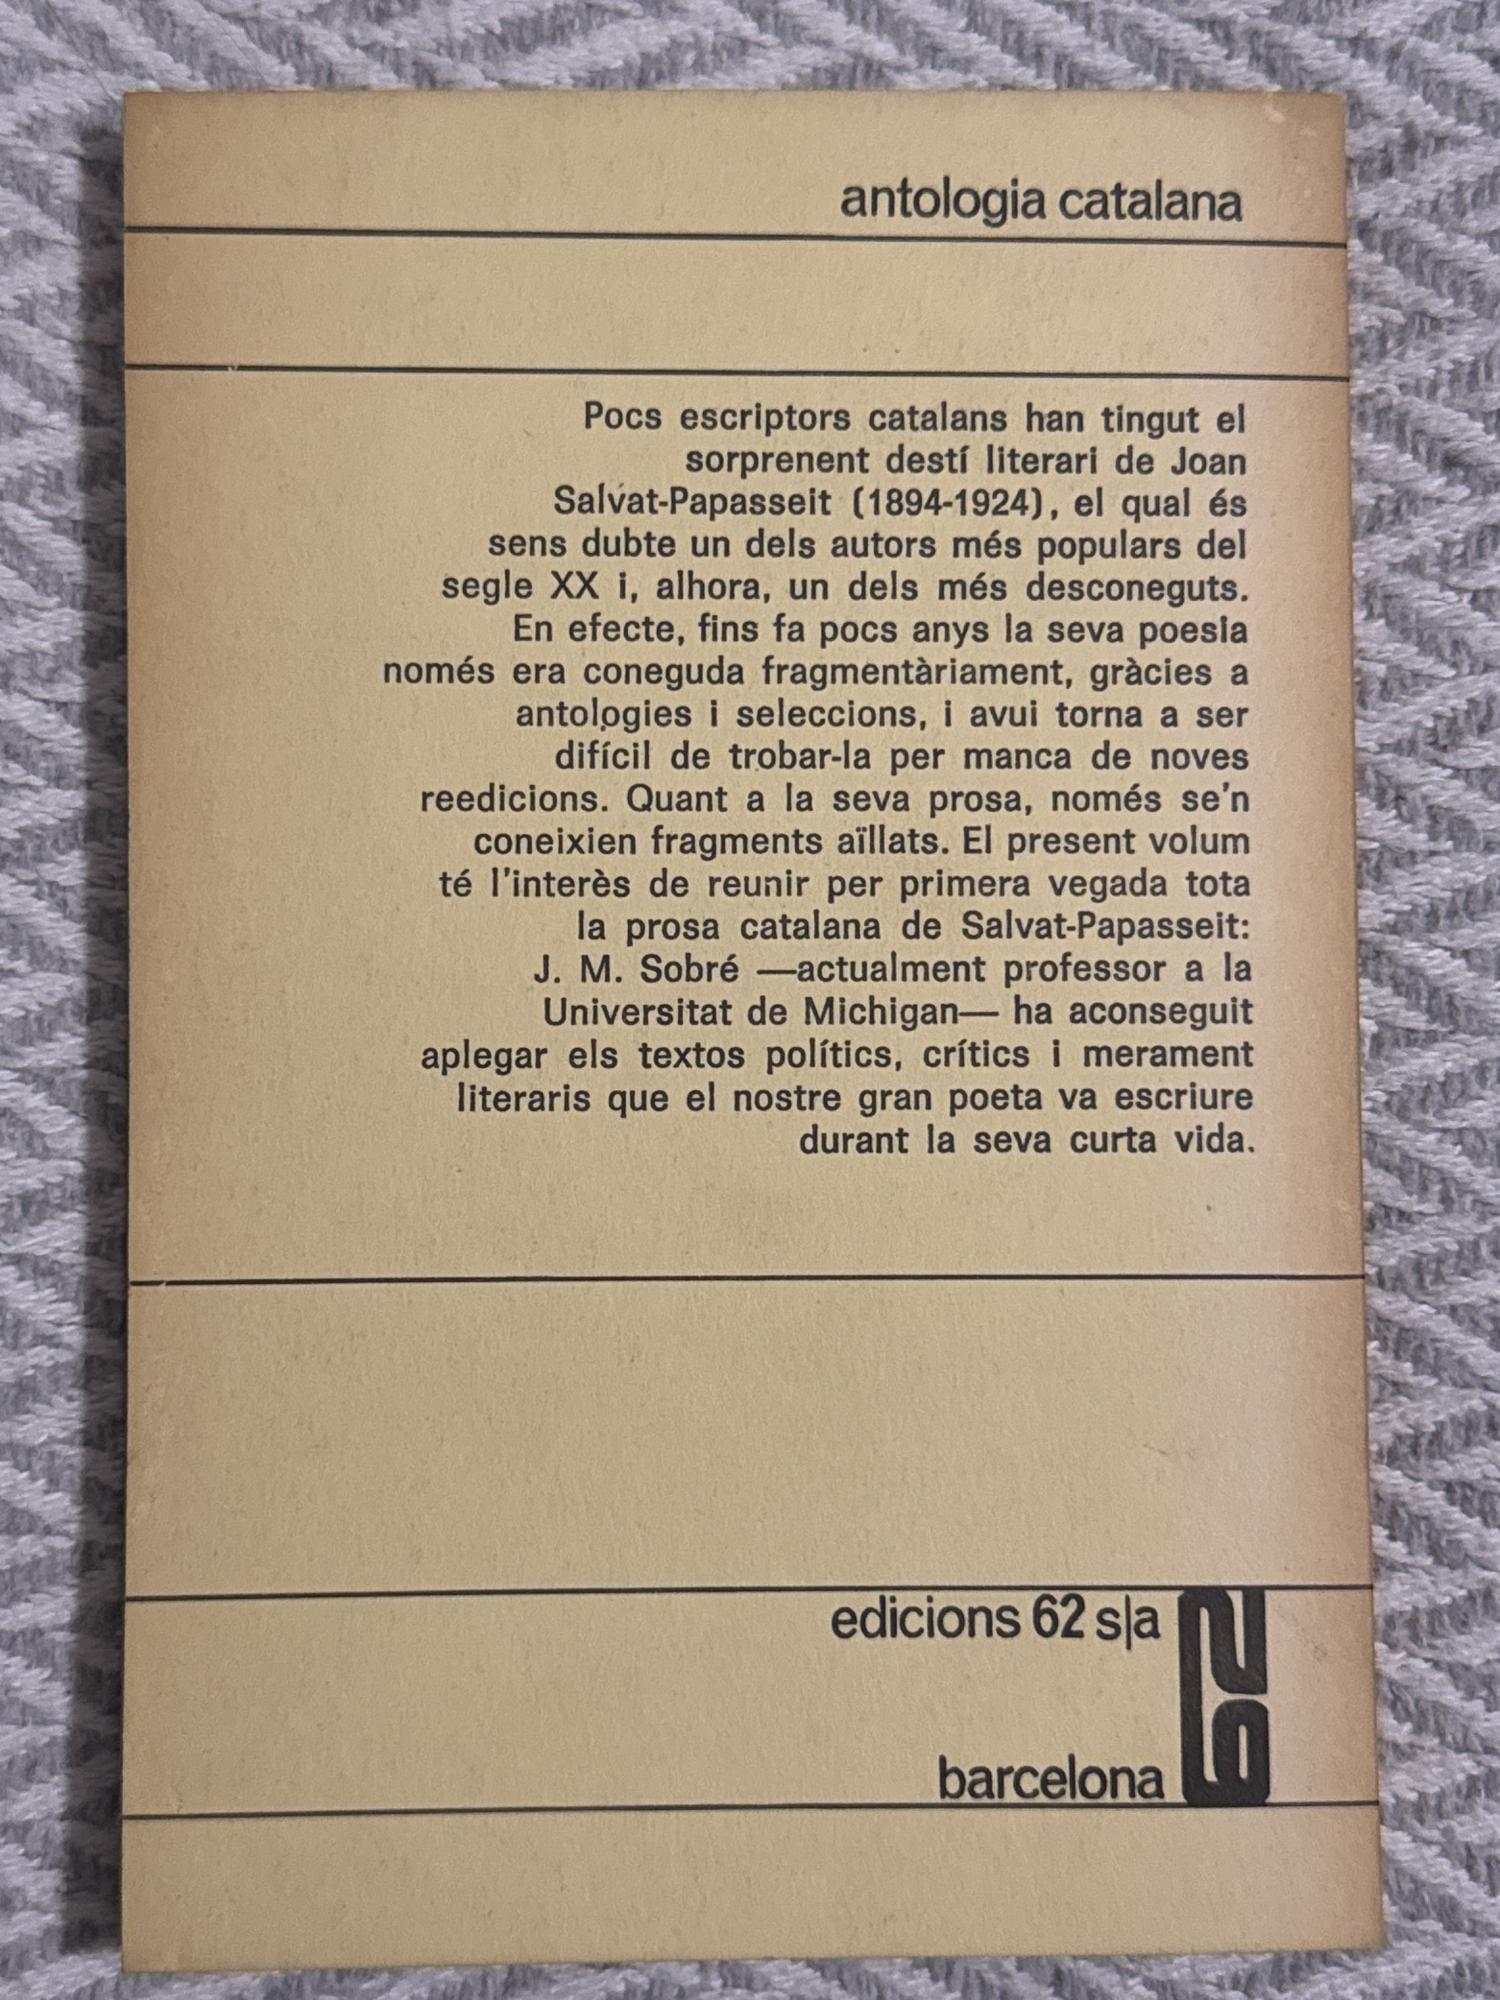 antologia catalana
Pocs escriptors catalans han tingut el
sorprenent destí literari de Joan
Salvat-Papasseit (1894-1924), el qual és
sens dubte un dels autors més populars del
segle XX i, alhora, un dels més desconeguts.
En efecte, fins fa pocs anys la seva poesia
només era coneguda fragmentàriament, gràcies a
antologies i seleccions, i avui torna a ser
difícil de trobar-la per manca de noves
reedicions. Quant a la seva prosa, només se'n
coneixien fragments aïllats. El present volum
té l'interès de reunir per primera vegada tota
la prosa catalana de Salvat-Papasseit:
J. M. Sobré —actualment professor a la
Universitat de Michigan— ha aconseguit
aplegar els textos polítics, crítics i merament
literaris que el nostre gran poeta va escriure
durant la seva curta vida.
edicions 62 s|a
62
barcelona